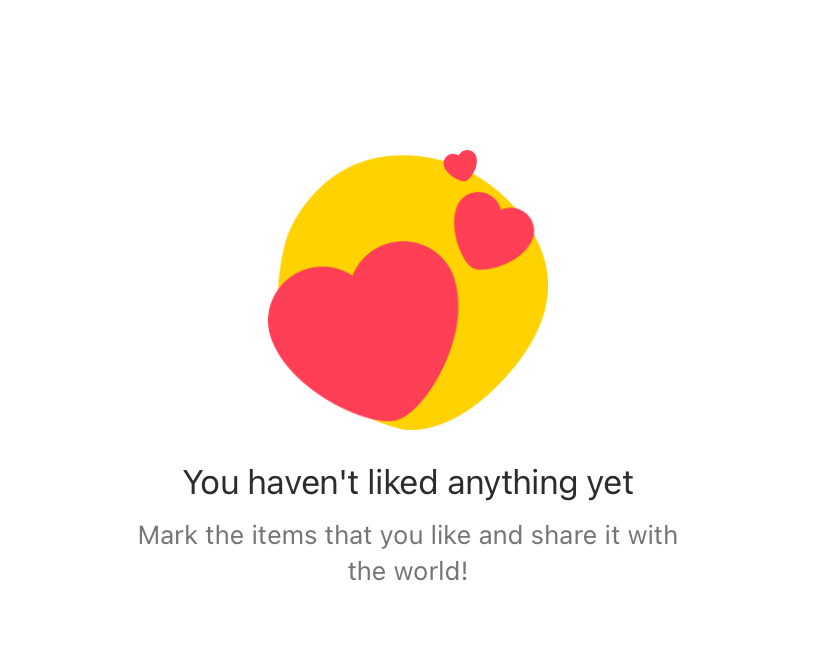 You haven't liked anything yet
Mark the items that you like and share it with
the world!